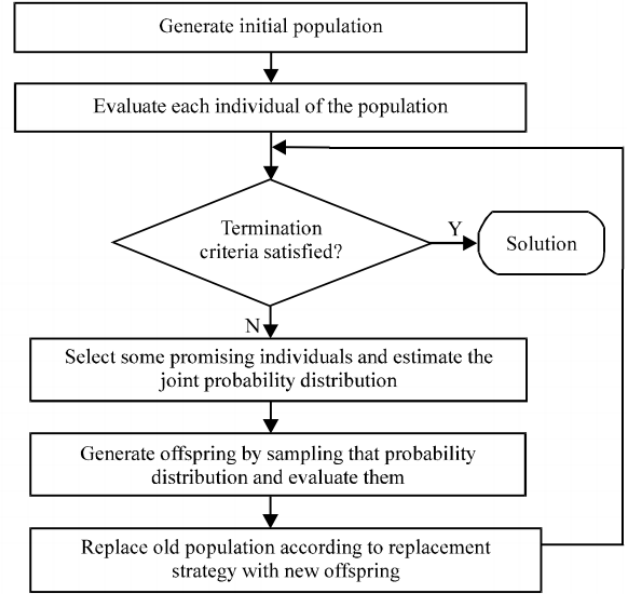 Generate initial population
Evaluate each individual of the population
Termination
criteria satisfied?
Y
Solution
N
Select some promising individuals and estimate the
joint probability distribution
Generate offspring by sampling that probability
distribution and evaluate them
Replace old population according to replacement
strategy with new offspring